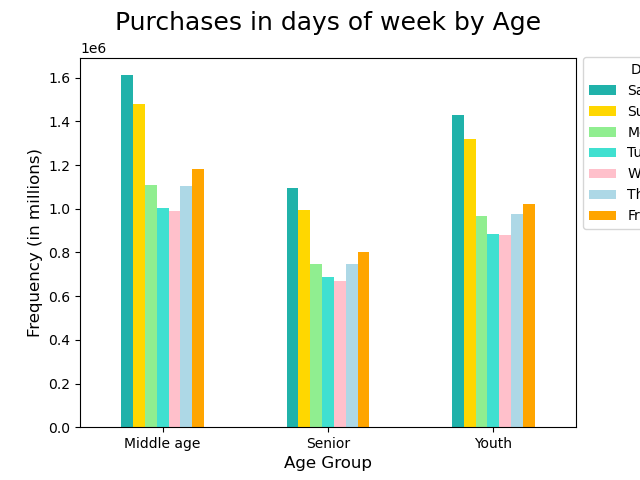 Purchases in days of week by Age
1e6
1.6
1.4
1.2
1.0
0.8
0.6
0.4
0.2
0.0
Frequency (in millions)
Middle age Senior Youth
Age Group
D
Sa
Su
M
Tu
W
Th
Fr